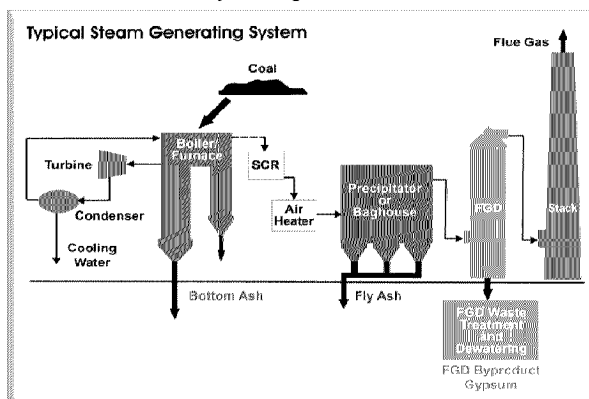 Typical Steam Generating System
Flue Gas
Coal
Boiler/
Furnace
Turbine
SCR
Condenser
Air
Heater
Precipitator
or
Baghouse
FGD
Stack
Cooling
Water
Bottom Ash
Fly Ash
FGD Waste
Treatment
and
Dewatering
FGD Byproduct
Gypsum